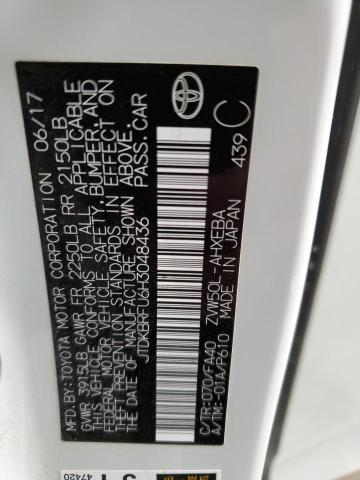 MFD.BY:TOYOTA MOTOR CORPORATION 06/17
GVWR 3915LB GAWR FR 2250LB RR 2150LB
THIS VEHICLE CONFORMS TO ALL APPLICABLE
FEDERAL MOTOR VEHICLE SAFETY, BUMPER, AND
THEFT PREVENTION STANDARDS IN EFFECT
ON THE DATE OF MANUFACTURE SHOWN ABOVE.
JTDKBRFU6H3048436 PASS.CAR
C/TR:070/FA40 ZVW50L-AHXEBA
A/TM:-01A/P610 MADE IN JAPAN 439 C
TOYOTA
47420